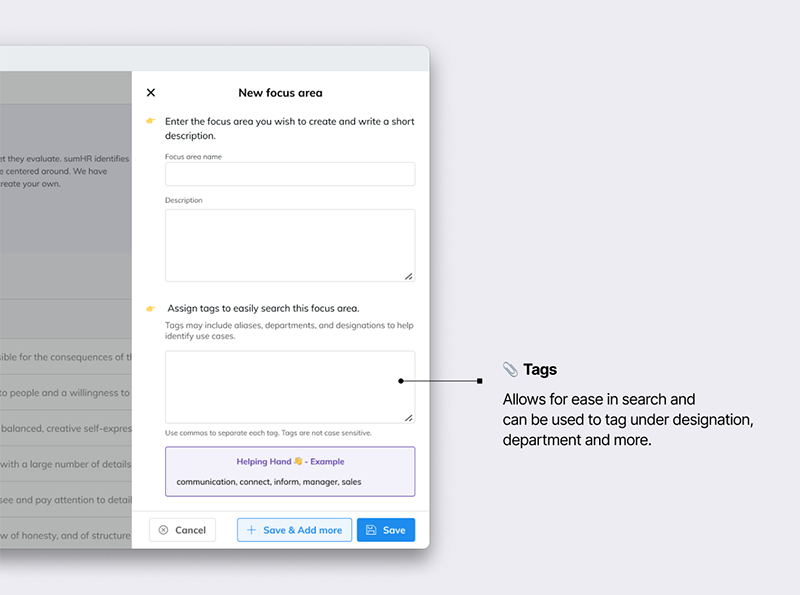 New focus area
Enter the focus area you wish to create and write a short
description.
Focus area name
Description
Assign tags to easily search this focus area.
Tags may include aliases, departments, and designations to help
identify use cases.
Use commas to separate each tag. Tags are not case sensitive.
Helping Hand 👋 - Example
communication, connect, inform, manager, sales
Cancel
Save & Add more
Save
et they evaluate. sumHR identifies
e centered around. We have
reate your own.
sible for the consequences of th
to people and a willingness to
balanced, creative self-expres
with a large number of details
see and pay attention to detail
w of honesty, and of structure
Tags
Allows for ease in search and
can be used to tag under designation,
department and more.